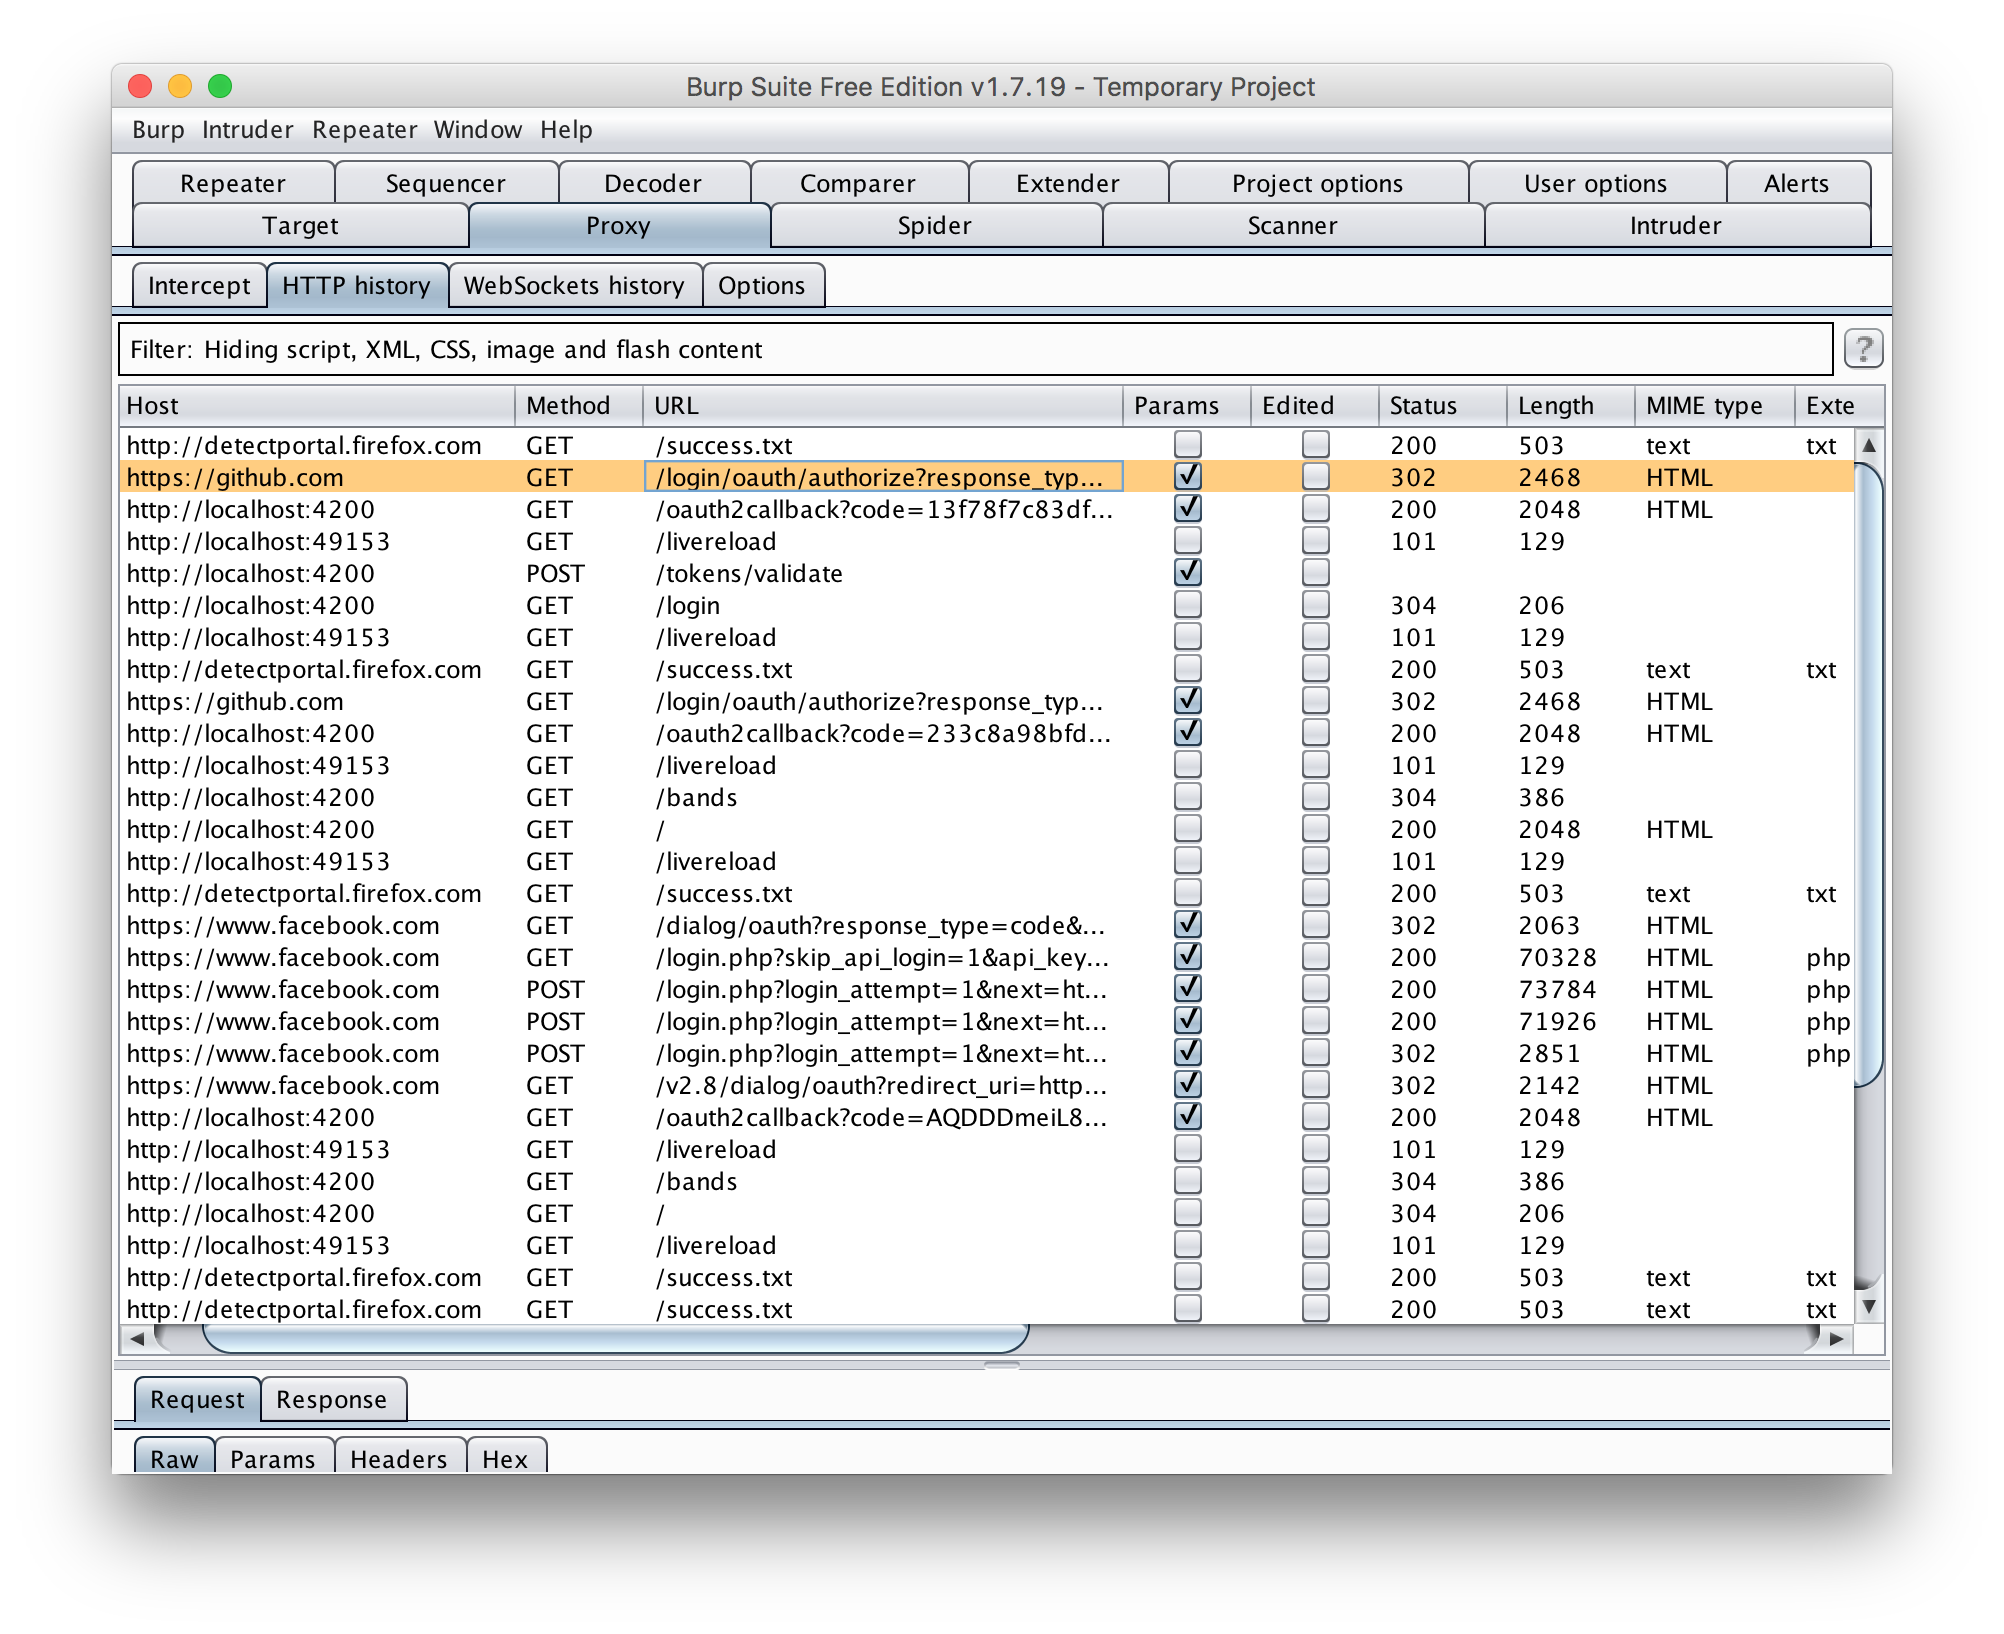 Burp Suite Free Edition v1.7.19 - Temporary Project
Burp Intruder Repeater Window Help
Repeater Sequencer Decoder Comparer Extender Project options User options Alerts
Target Proxy Spider Scanner Intruder
Intercept HTTP history WebSockets history Options
Filter: Hiding script, XML, CSS, image and flash content ?
Host Method URL Params Edited Status Length MIME type Exte
http://detectportal.firefox.com GET /success.txt 200 503 text txt
https://github.com GET /login/oauth/authorize?response_typ... 302 2468 HTML
http://localhost:4200 GET /oauth2callback?code=13f78f7c83df... 200 2048 HTML
http://localhost:49153 GET /livereload 101 129
http://localhost:4200 POST /tokens/validate
http://localhost:4200 GET /login 304 206
http://localhost:49153 GET /livereload 101 129
http://detectportal.firefox.com GET /success.txt 200 503 text txt
https://github.com GET /login/oauth/authorize?response_typ... 302 2468 HTML
http://localhost:4200 GET /oauth2callback?code=233c8a98bfd... 200 2048 HTML
http://localhost:49153 GET /livereload 101 129
http://localhost:4200 GET /bands 304 386
http://localhost:4200 GET / 200 2048 HTML
http://localhost:49153 GET /livereload 101 129
http://detectportal.firefox.com GET /success.txt 200 503 text txt
https://www.facebook.com GET /dialog/oauth?response_type=code&... 302 2063 HTML
https://www.facebook.com GET /login.php?skip_api_login=1&api_key... 200 70328 HTML php
https://www.facebook.com POST /login.php?login_attempt=1&next=ht... 200 73784 HTML php
https://www.facebook.com POST /login.php?login_attempt=1&next=ht... 200 71926 HTML php
https://www.facebook.com POST /login.php?login_attempt=1&next=ht... 302 2851 HTML php
https://www.facebook.com GET /v2.8/dialog/oauth?redirect_uri=http... 302 2142 HTML
http://localhost:4200 GET /oauth2callback?code=AQDDDmeiL8... 200 2048 HTML
http://localhost:49153 GET /livereload 101 129
http://localhost:4200 GET /bands 304 386
http://localhost:4200 GET / 304 206
http://localhost:49153 GET /livereload 101 129
http://detectportal.firefox.com GET /success.txt 200 503 text txt
http://detectportal.firefox.com GET /success.txt 200 503 text txt
Request Response
Raw Params Headers Hex